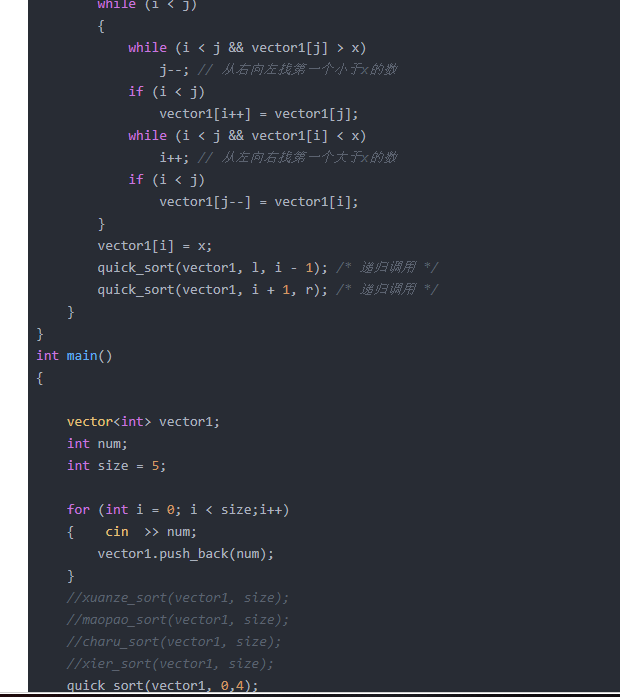 while (i < j)
{
while (i < j && vector1[j] > x)
j--; // 从右向左找第一个小于x的数
if (i < j)
vector1[i++] = vector1[j];
while (i < j && vector1[i] < x)
i++; // 从左向右找第一个大于x的数
if (i < j)
vector1[j--] = vector1[i];
}
vector1[i] = x;
quick_sort(vector1, l, i - 1); /* 递归调用 */
quick_sort(vector1, i + 1, r); /* 递归调用 */
}
}
int main()
{
vector<int> vector1;
int num;
int size = 5;
for (int i = 0; i < size;i++)
{    cin  >> num;
vector1.push_back(num);
}
//xuanze_sort(vector1, size);
//maopao_sort(vector1, size);
//charu_sort(vector1, size);
//xier_sort(vector1, size);
quick_sort(vector1, 0,4);